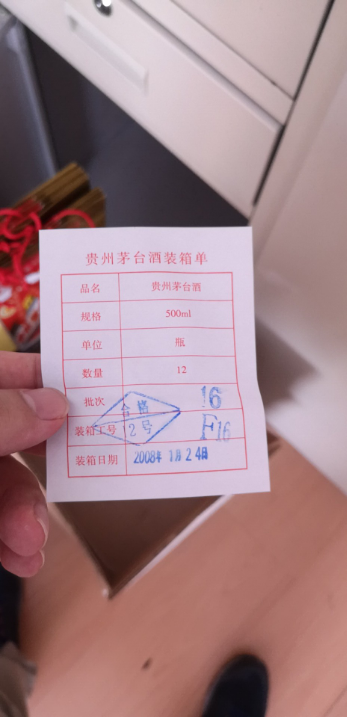 贵州茅台酒装箱单
品名 贵州茅台酒
规格 500ml
单位 瓶
数量 12
批次 16
合格
装箱工号 12号 F16
装箱日期 2008年1月24日